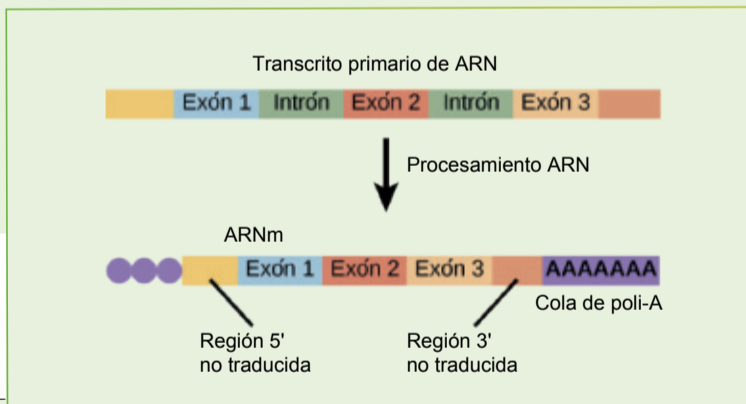 Transcrito primario de ARN
Exón 1 Intrón Exón 2 Intrón Exón 3
Procesamiento ARN
ARNm
Exón 1 Exón 2 Exón 3 AAAAAAA
Cola de poli-A
Región 5' Región 3'
no traducida no traducida